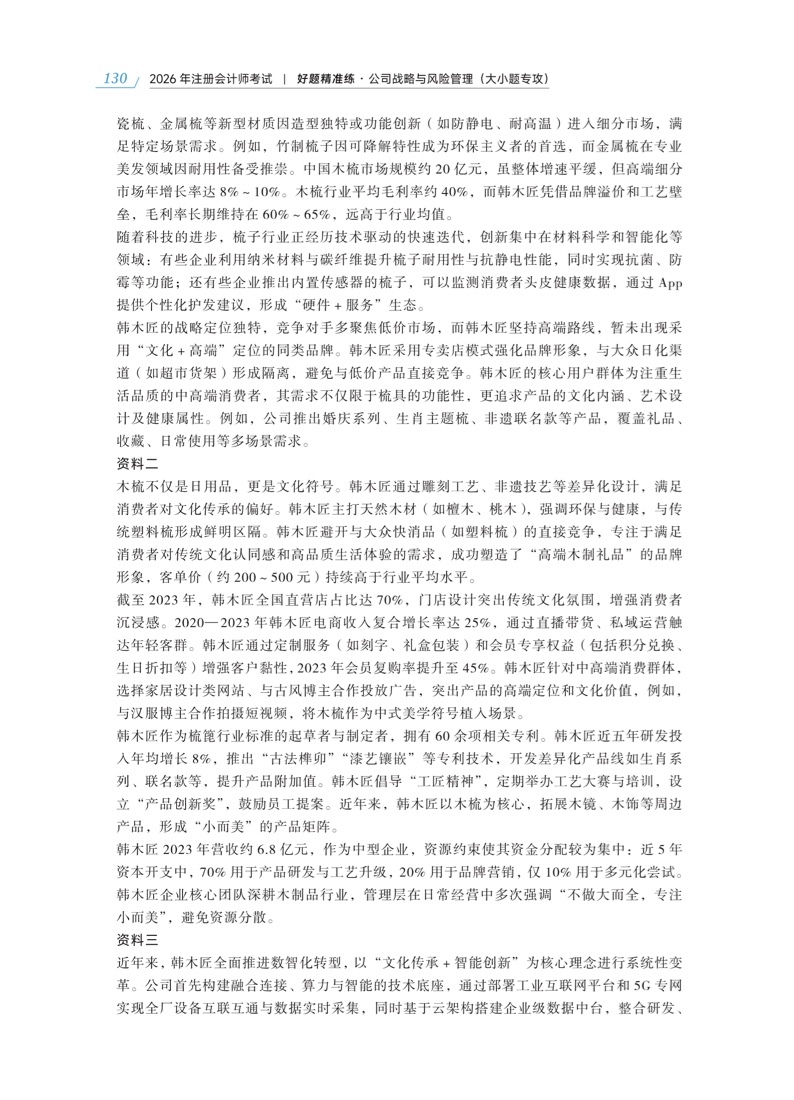 130 2026 年注册会计师考试 | 好题精准练 · 公司战略与风险管理（大小题专攻）
瓷梳、金属梳等新型材质因造型独特或功能创新（如防静电、耐高温）进入细分市场，满
足特定场景需求。例如，竹制梳子因可降解特性成为环保主义者的首选，而金属梳在专业
美发领域因耐用性备受推崇。中国木梳市场规模约 20 亿元，虽整体增速平缓，但高端细分
市场年增长率达 8% ~ 10%。木梳行业平均毛利率约 40%，而韩木匠凭借品牌溢价和工艺壁
垒，毛利率长期维持在 60% ~ 65%，远高于行业均值。
随着科技的进步，梳子行业正经历技术驱动的快速迭代，创新集中在材料科学和智能化等
领域：有些企业利用纳米材料与碳纤维提升梳子耐用性与抗静电性能，同时实现抗菌、防
霉等功能；还有些企业推出内置传感器的梳子，可以监测消费者头皮健康数据，通过 App
提供个性化护发建议，形成“硬件 + 服务”生态。
韩木匠的战略定位独特，竞争对手多聚焦低价市场，而韩木匠坚持高端路线，暂未出现采
用“文化 + 高端”定位的同类品牌。韩木匠采用专卖店模式强化品牌形象，与大众日化渠
道（如超市货架）形成隔离，避免与低价产品直接竞争。韩木匠的核心用户群体为注重生
活品质的中高端消费者，其需求不仅限于梳具的功能性，更追求产品的文化内涵、艺术设
计及健康属性。例如，公司推出婚庆系列、生肖主题梳、非遗联名款等产品，覆盖礼品、
收藏、日常使用等多场景需求。
资料二
木梳不仅是日用品，更是文化符号。韩木匠通过雕刻工艺、非遗技艺等差异化设计，满足
消费者对文化传承的偏好。韩木匠主打天然木材（如檀木、桃木），强调环保与健康，与传
统塑料梳形成鲜明区隔。韩木匠避开与大众快消品（如塑料梳）的直接竞争，专注于满足
消费者对传统文化认同感和高品质生活体验的需求，成功塑造了“高端木制礼品”的品牌
形象，客单价（约 200 ~ 500 元）持续高于行业平均水平。
截至 2023 年，韩木匠全国直营店占比达 70%，门店设计突出传统文化氛围，增强消费者
沉浸感。2020—2023 年韩木匠电商收入复合增长率达 25%，通过直播带货、私域运营触
达年轻客群。韩木匠通过定制服务（如刻字、礼盒包装）和会员专享权益（包括积分兑换、
生日折扣等）增强客户黏性，2023 年会员复购率提升至 45%。韩木匠针对中高端消费群体，
选择家居设计类网站、与古风博主合作投放广告，突出产品的高端定位和文化价值，例如，
与汉服博主合作拍摄短视频，将木梳作为中式美学符号植入场景。
韩木匠作为梳篦行业标准的起草者与制定者，拥有 60 余项相关专利。韩木匠近五年研发投
入年均增长 8%，推出“古法榫卯”“漆艺镶嵌”等专利技术，开发差异化产品线如生肖系
列、联名款等，提升产品附加值。韩木匠倡导“工匠精神”，定期举办工艺大赛与培训，设
立“产品创新奖”，鼓励员工提案。近年来，韩木匠以木梳为核心，拓展木镜、木饰等周边
产品，形成“小而美”的产品矩阵。
韩木匠 2023 年营收约 6.8 亿元，作为中型企业，资源约束使其资金分配较为集中：近 5 年
资本开支中，70% 用于产品研发与工艺升级，20% 用于品牌营销，仅 10% 用于多元化尝试。
韩木匠企业核心团队深耕木制品行业，管理层在日常经营中多次强调“不做大而全，专注
小而美”，避免资源分散。
资料三
近年来，韩木匠全面推进数智化转型，以“文化传承 + 智能创新”为核心理念进行系统性变
革。公司首先构建融合连接、算力与智能的技术底座，通过部署工业互联网平台和 5G 专网
实现全厂设备互联互通与数据实时采集，同时基于云架构搭建企业级数据中台，整合研发、